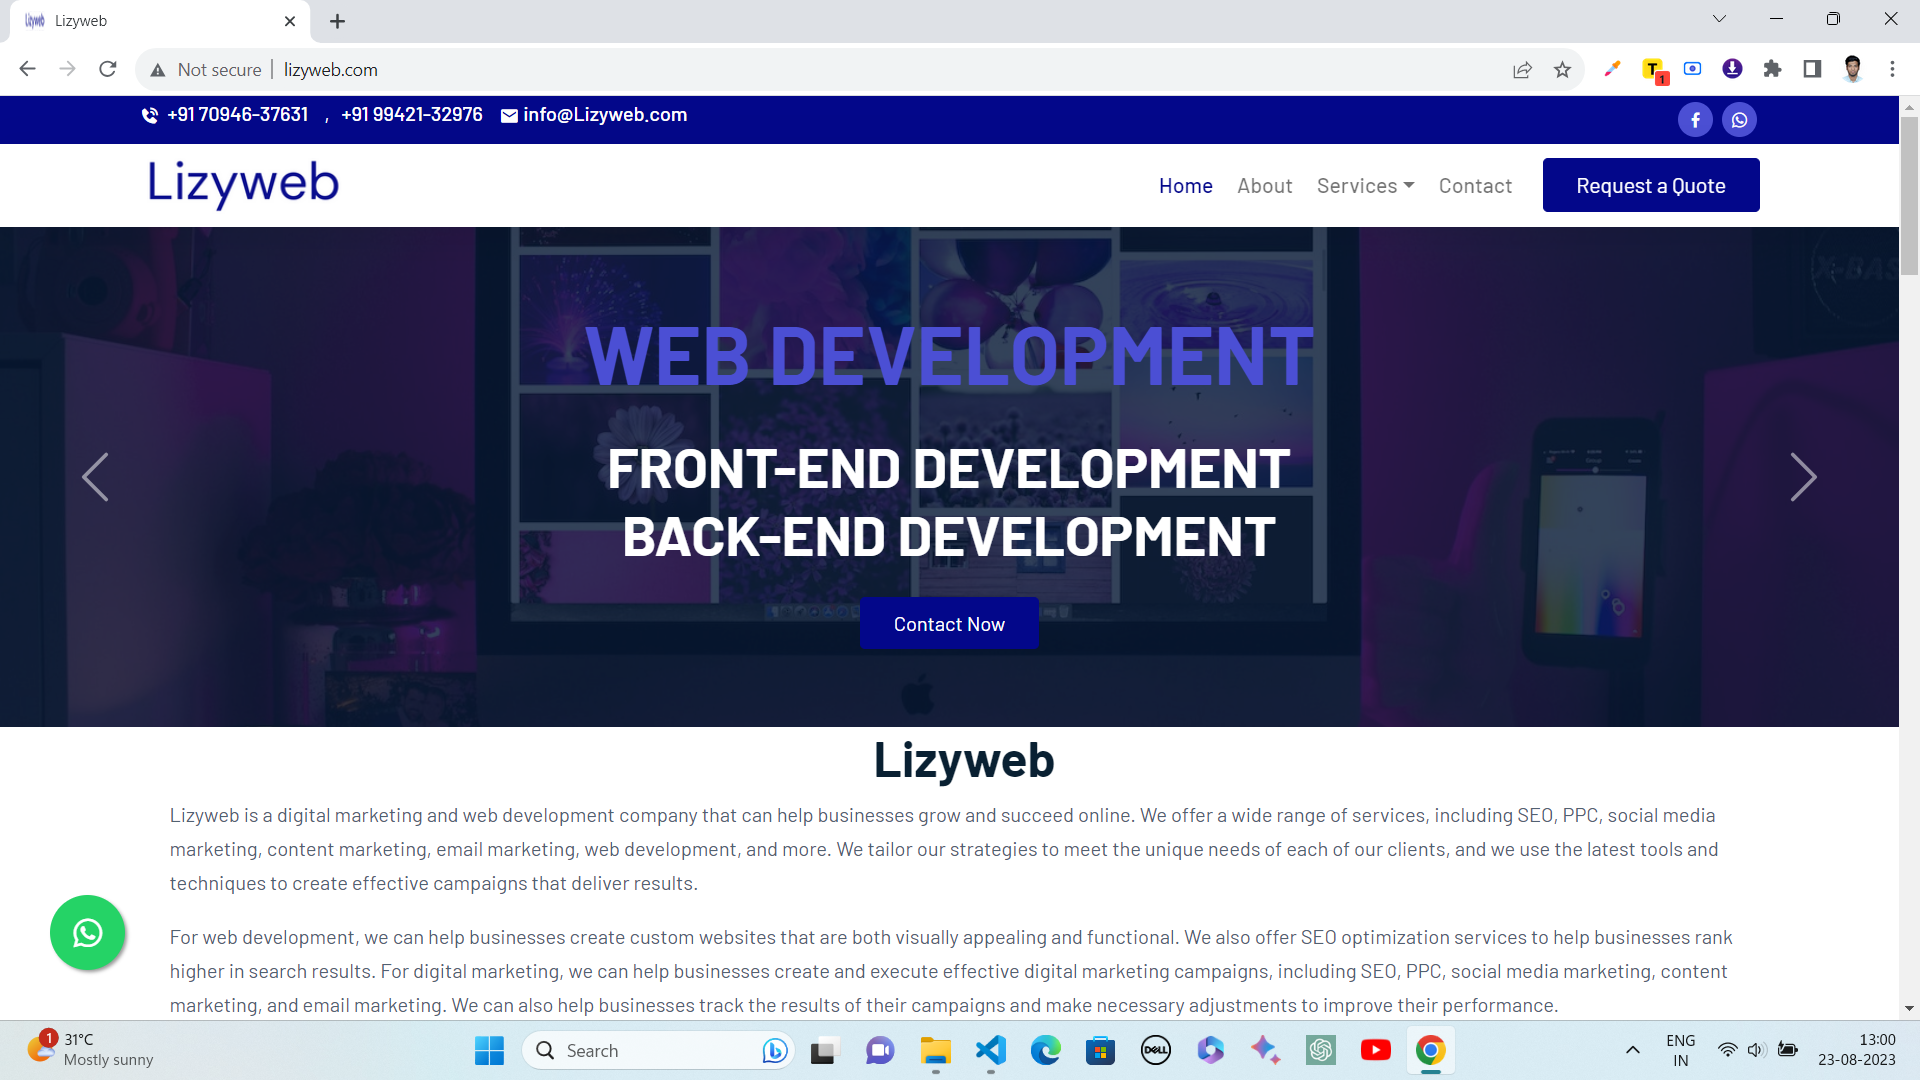 Lizyweb
Not secure lizyweb.com
T
1
+91 70946-37631 , +91 99421-32976 info@Lizyweb.com
Lizyweb
Home About Services Contact Request a Quote
X-BAS
WEB DEVELOPMENT
FRONT-END DEVELOPMENT
BACK-END DEVELOPMENT
Contact Now
Lizyweb
Lizyweb is a digital marketing and web development company that can help businesses grow and succeed online. We offer a wide range of services, including SEO, PPC, social media
marketing, content marketing, email marketing, web development, and more. We tailor our strategies to meet the unique needs of each of our clients, and we use the latest tools and
techniques to create effective campaigns that deliver results.
For web development, we can help businesses create custom websites that are both visually appealing and functional. We also offer SEO optimization services to help businesses rank
higher in search results. For digital marketing, we can help businesses create and execute effective digital marketing campaigns, including SEO, PPC, social media marketing, content
marketing, and email marketing. We can also help businesses track the results of their campaigns and make necessary adjustments to improve their performance.
1
31°C
Mostly sunny
Search
DELL
ENG
IN
13:00
23-08-2023